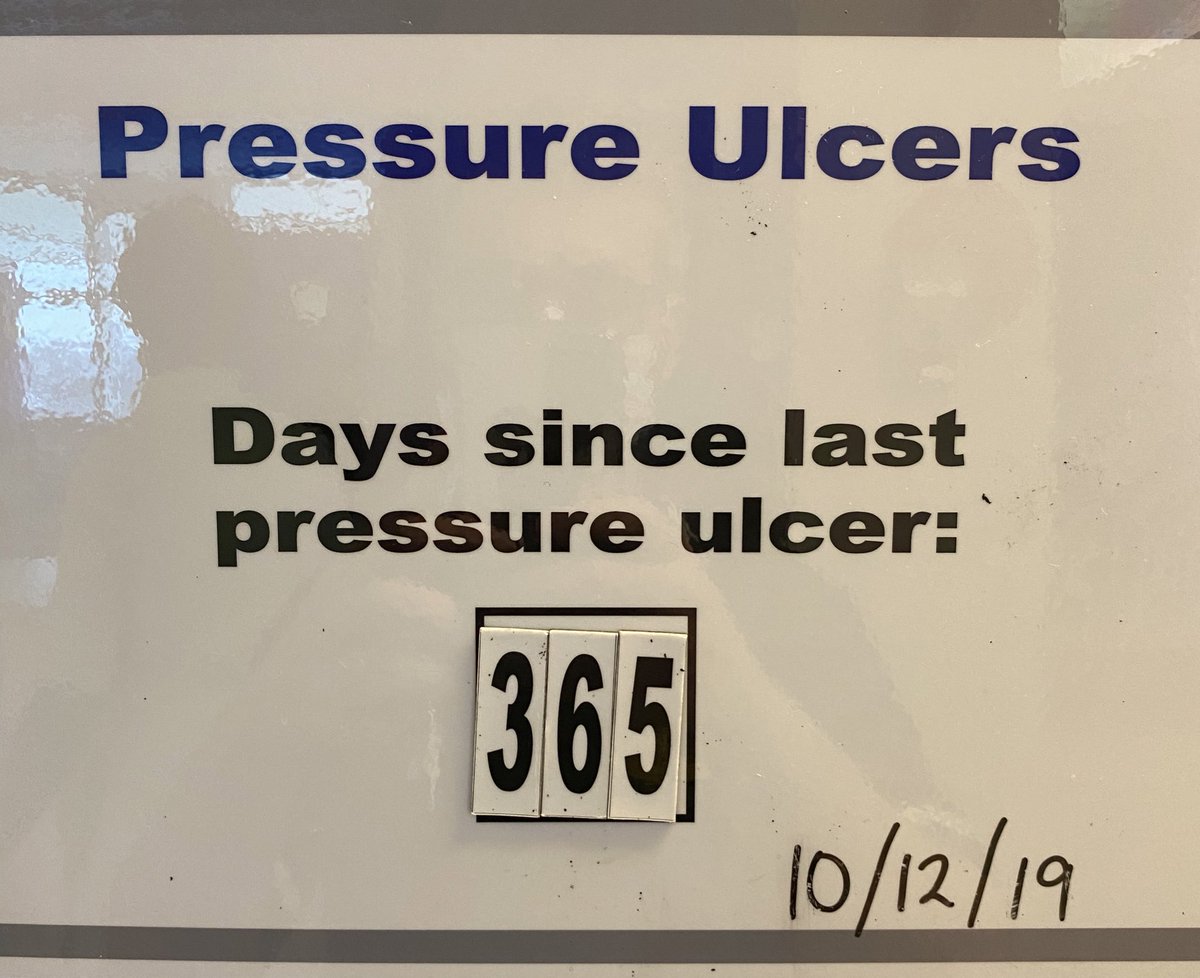 Pressure Ulcers
Days since last
pressure ulcer:
365
10/12/19